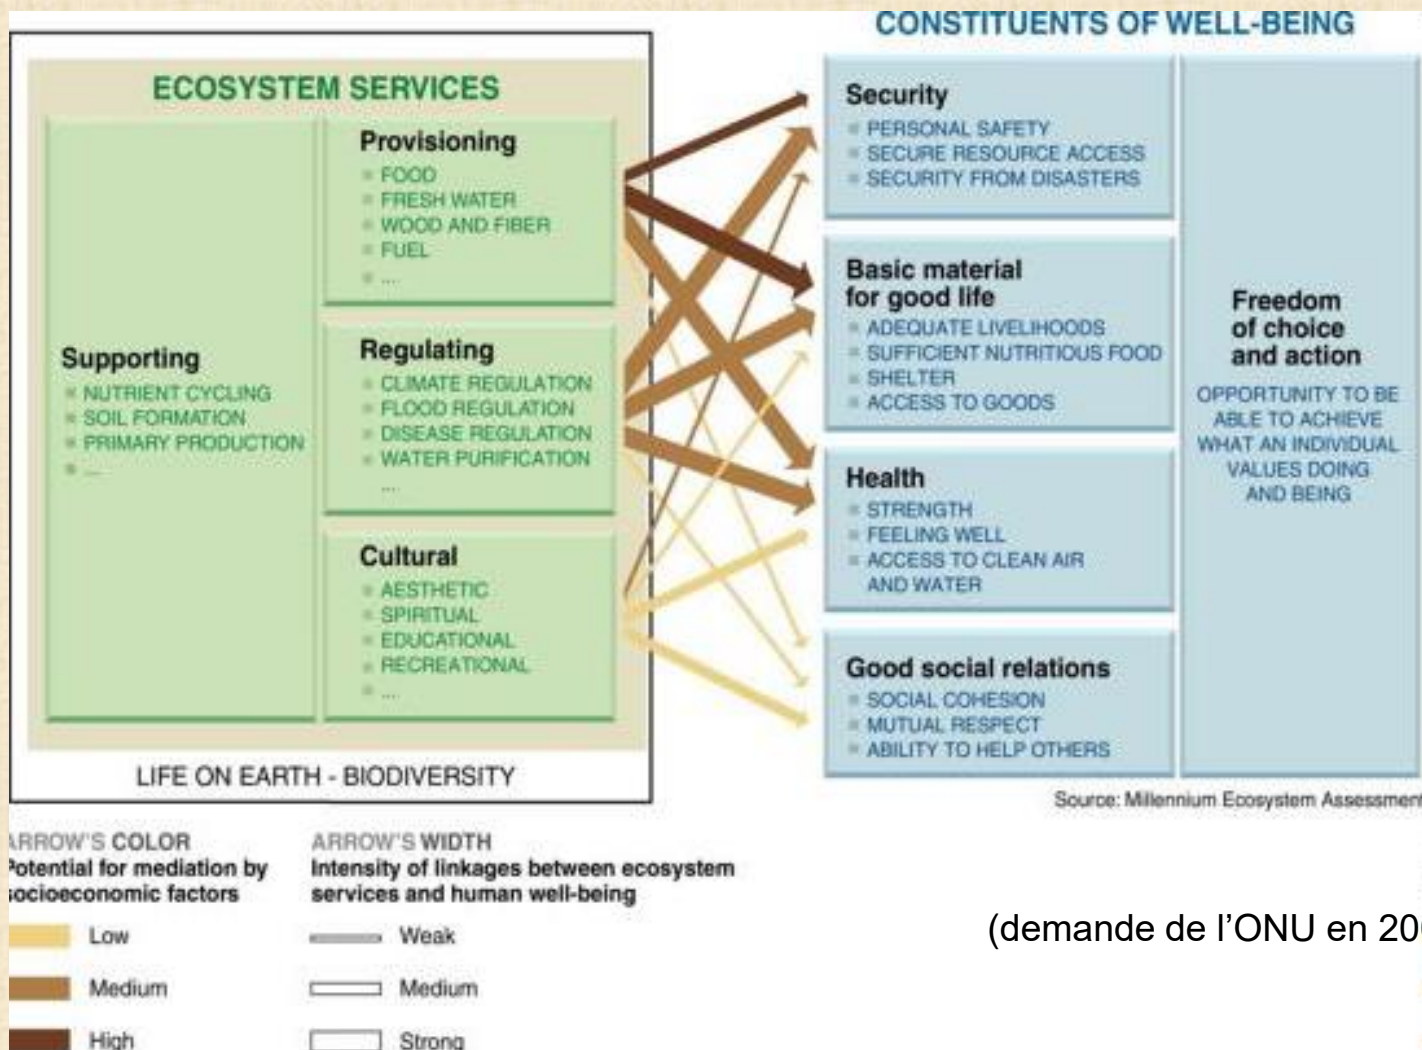 CONSTITUENTS OF WELL-BEING
ECOSYSTEM SERVICES
Supporting
NUTRIENT CYCLING
SOIL FORMATION
PRIMARY PRODUCTION
...
Provisioning
FOOD
FRESH WATER
WOOD AND FIBER
FUEL
...
Regulating
CLIMATE REGULATION
FLOOD REGULATION
DISEASE REGULATION
WATER PURIFICATION
...
Cultural
AESTHETIC
SPIRITUAL
EDUCATIONAL
RECREATIONAL
...
LIFE ON EARTH - BIODIVERSITY
Security
PERSONAL SAFETY
SECURE RESOURCE ACCESS
SECURITY FROM DISASTERS
Basic material
for good life
ADEQUATE LIVELIHOODS
SUFFICIENT NUTRITIOUS FOOD
SHELTER
ACCESS TO GOODS
Health
STRENGTH
FEELING WELL
ACCESS TO CLEAN AIR
AND WATER
Good social relations
SOCIAL COHESION
MUTUAL RESPECT
ABILITY TO HELP OTHERS
Freedom
of choice
and action
OPPORTUNITY TO BE
ABLE TO ACHIEVE
WHAT AN INDIVIDUAL
VALUES DOING
AND BEING
Source: Millennium Ecosystem Assessment
ARROW'S COLOR
Potential for mediation by
socioeconomic factors
Low
Medium
High
ARROW'S WIDTH
Intensity of linkages between ecosystem
services and human well-being
Weak
Medium
Strong
(demande de l'ONU en